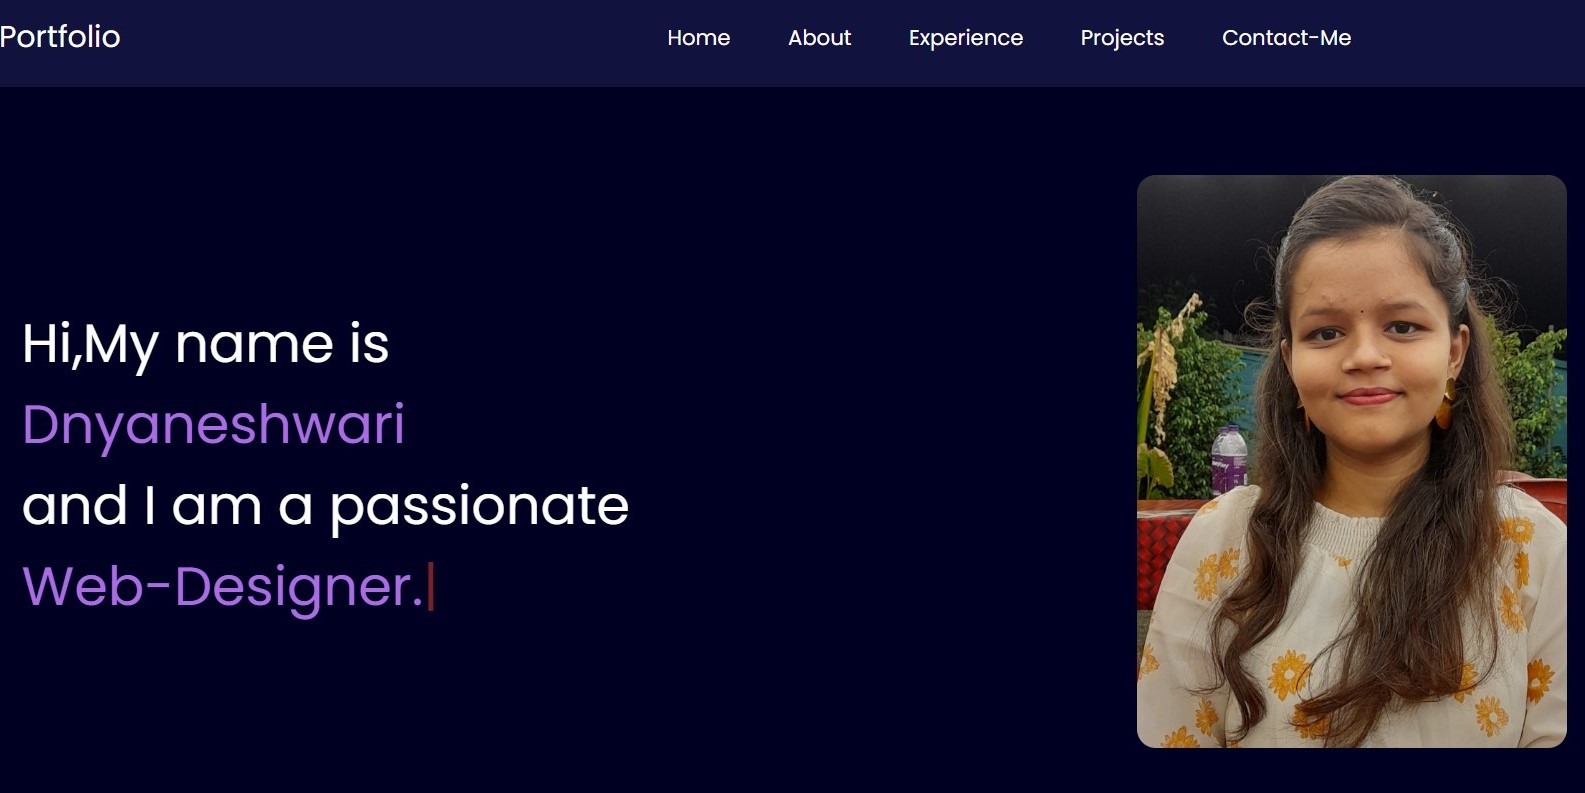 Portfolio
Home About Experience Projects Contact-Me
Hi,My name is
Dnyaneshwari
and I am a passionate
Web-Designer.